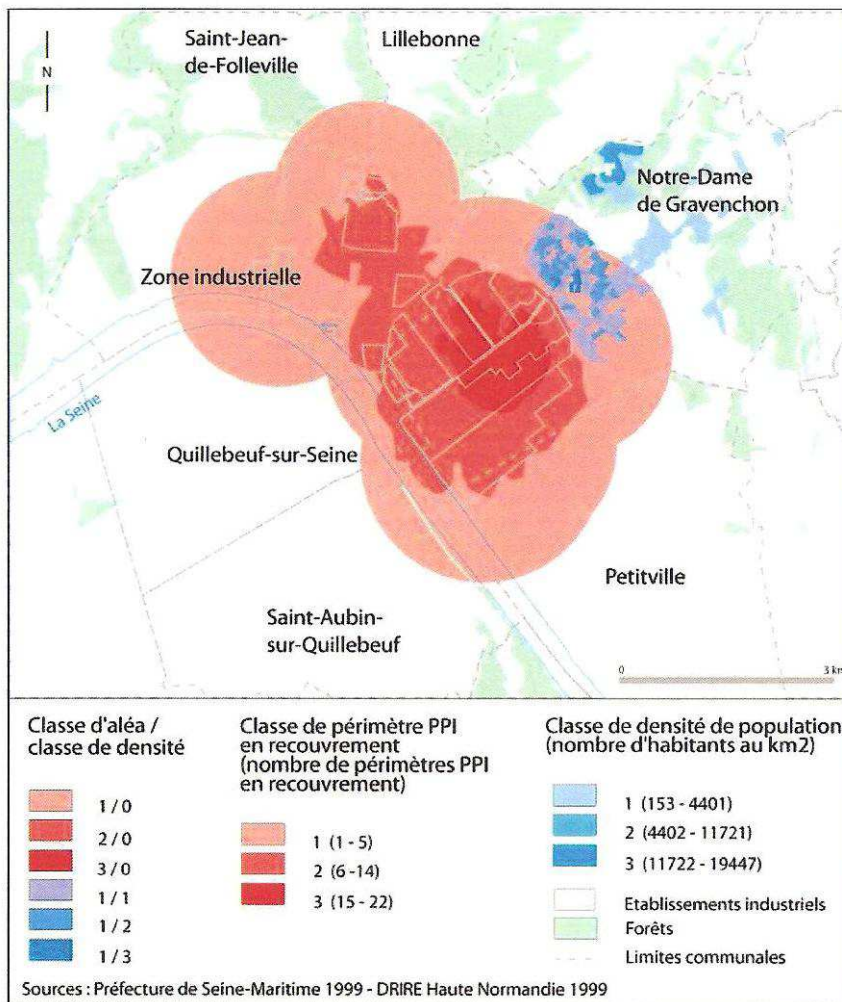 Saint-Jean-
de-Folleville
Lillebonne
N
Notre-Dame
de Gravenchon
Zone industrielle
La Seine
Quillebeuf-sur-Seine
Petitville
Saint-Aubin-
sur-Quillebeuf
0 3 km
Classe d'aléa /
classe de densité
1 / 0
2 / 0
3 / 0
1 / 1
1 / 2
1 / 3
Classe de périmètre PPI
en recouvrement
(nombre de périmètres PPI
en recouvrement)
1 (1 - 5)
2 (6 -14)
3 (15 - 22)
Classe de densité de population
(nombre d'habitants au km2)
1 (153 - 4401)
2 (4402 - 11721)
3 (11722 - 19447)
Etablissements industriels
Forêts
Limites communales
Sources : Préfecture de Seine-Maritime 1999 - DRIRE Haute Normandie 1999